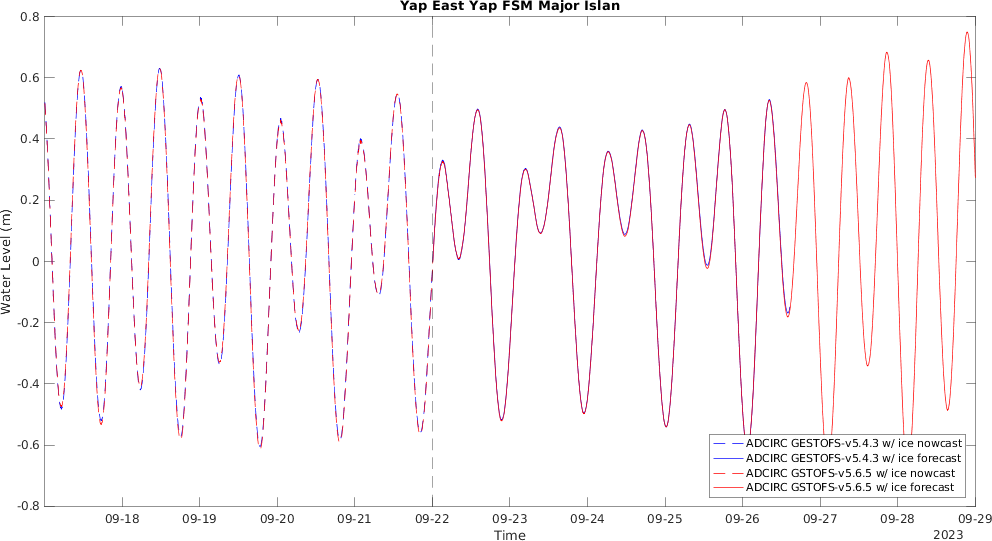 Yap East Yap FSM Major Islan
0.8
0.6
0.4
0.2
0
-0.2
-0.4
-0.6
-0.8
Water Level (m)
ADCIRC GESTOFS-v5.4.3 w/ ice nowcast
ADCIRC GESTOFS-v5.4.3 w/ ice forecast
ADCIRC GSTOFS-v5.6.5 w/ ice nowcast
ADCIRC GSTOFS-v5.6.5 w/ ice forecast
09-18 09-19 09-20 09-21 09-22 09-23 09-24 09-25 09-26 09-27 09-28 09-29
Time
2023